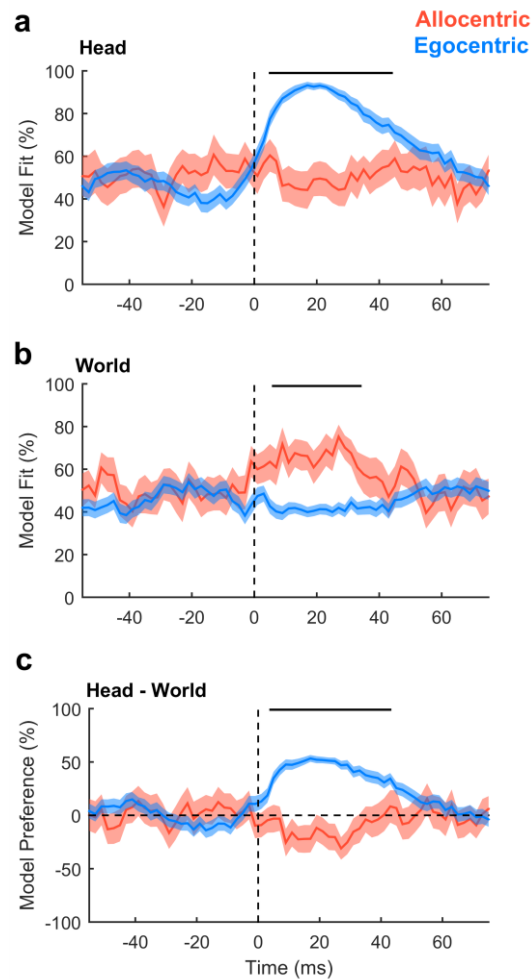 a
Allocentric
Egocentric
Head
Model Fit (%)
100
80
60
40
20
0
-40 -20 0 20 40 60
b
World
Model Fit (%)
100
80
60
40
20
0
-40 -20 0 20 40 60
c
Head - World
Model Preference (%)
100
50
0
-50
-100
-40 -20 0 20 40 60
Time (ms)